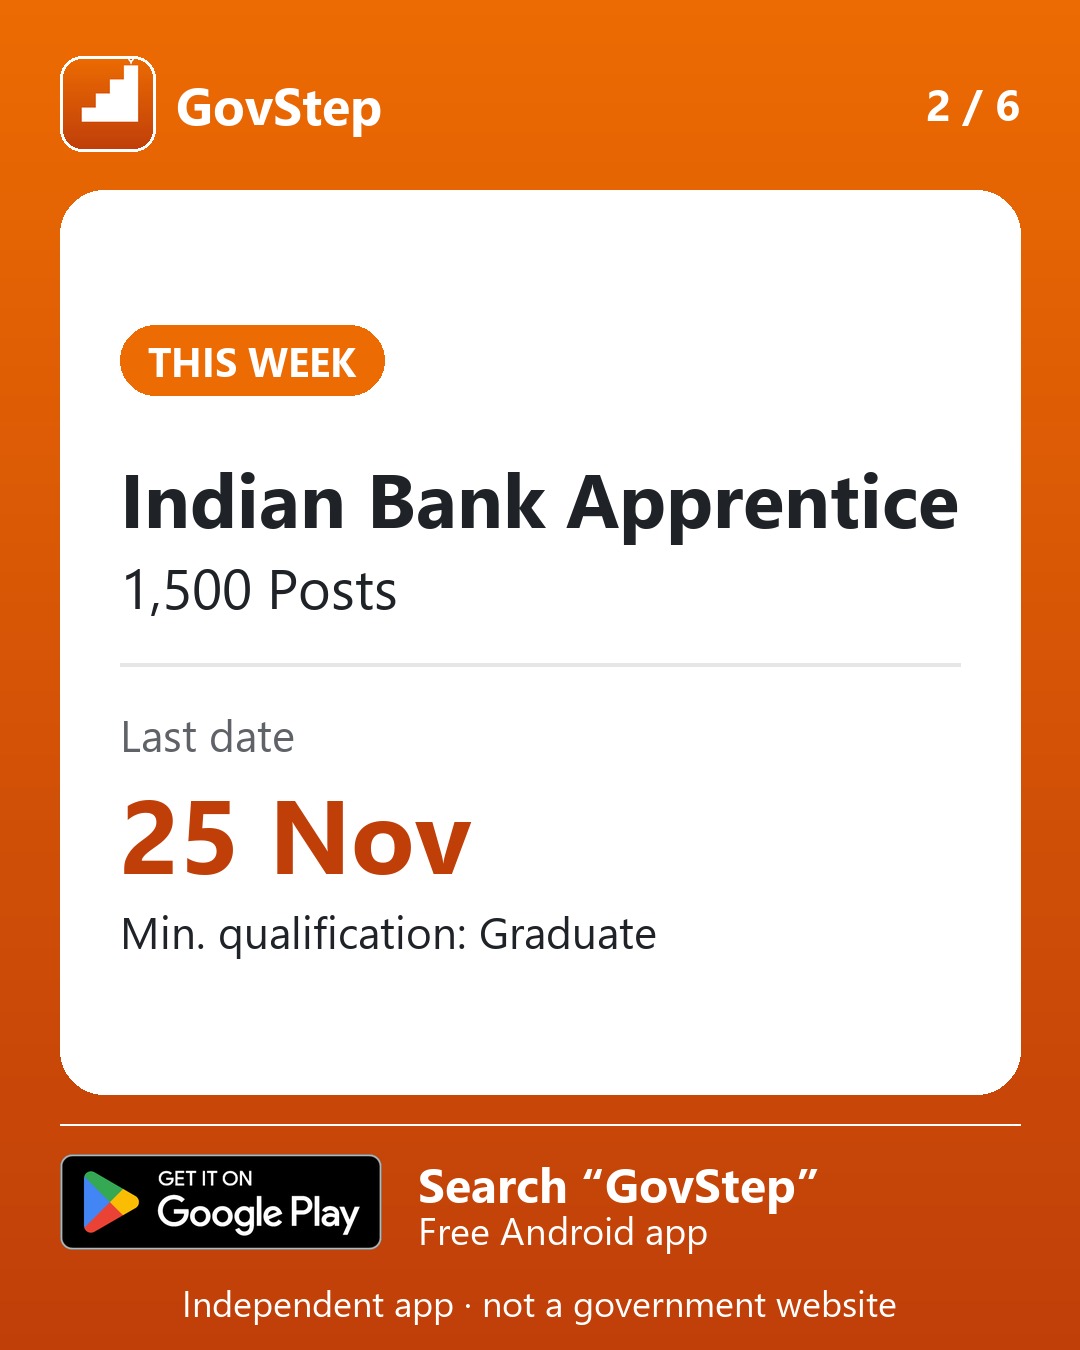 GovStep
2 / 6
THIS WEEK
Indian Bank Apprentice
1,500 Posts
Last date
25 Nov
Min. qualification: Graduate
GET IT ON
Google Play
Search “GovStep”
Free Android app
Independent app · not a government website